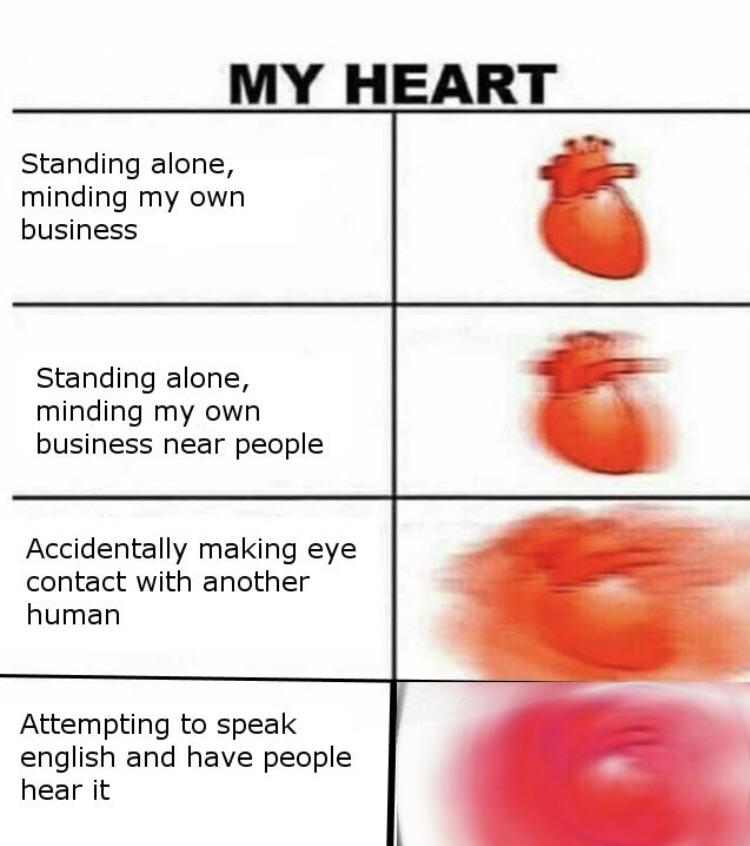 MY HEART
Standing alone,
minding my own
business
Standing alone,
minding my own
business near people
Accidentally making eye
contact with another
human
Attempting to speak
english and have people
hear it